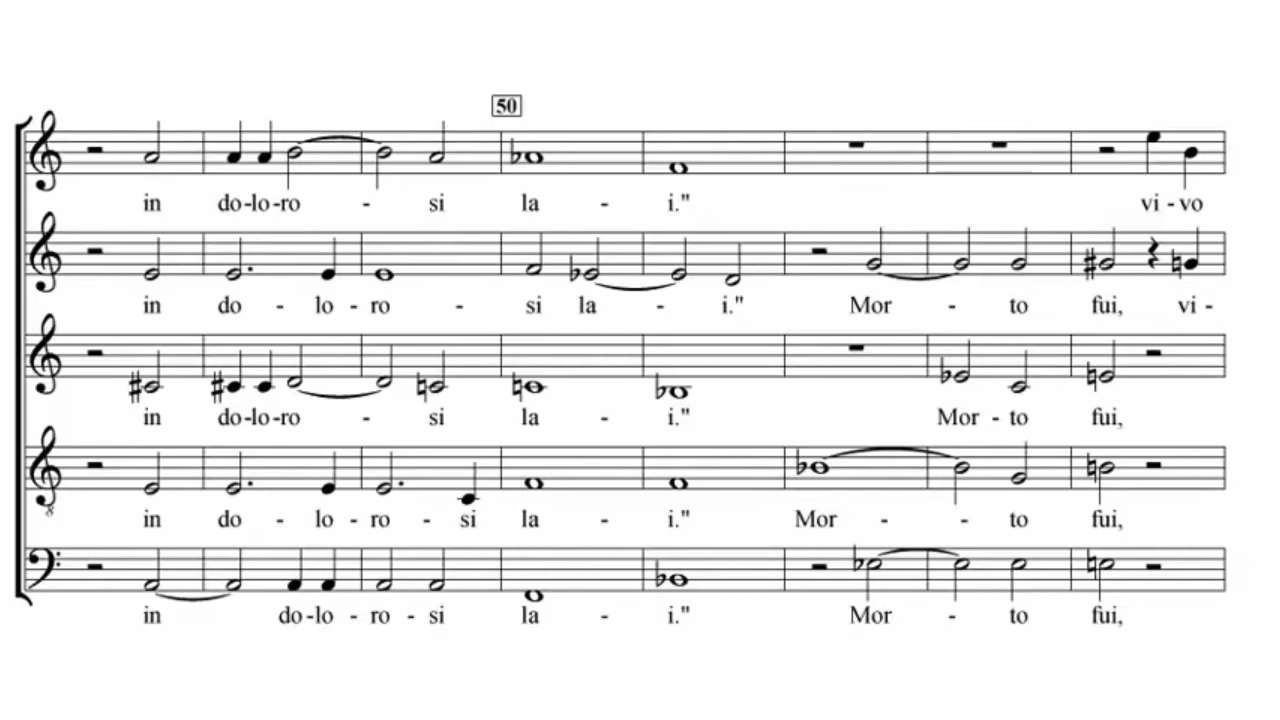 50
in do-lo-ro - si la - i." vi - vo
in do - lo - ro - si la - i." Mor - to fui, vi -
in do-lo-ro - si la - i." Mor - to fui,
8
in do - lo - ro - si la - i." Mor - - to fui,
in do-lo - ro - si la - i." Mor - to fui,